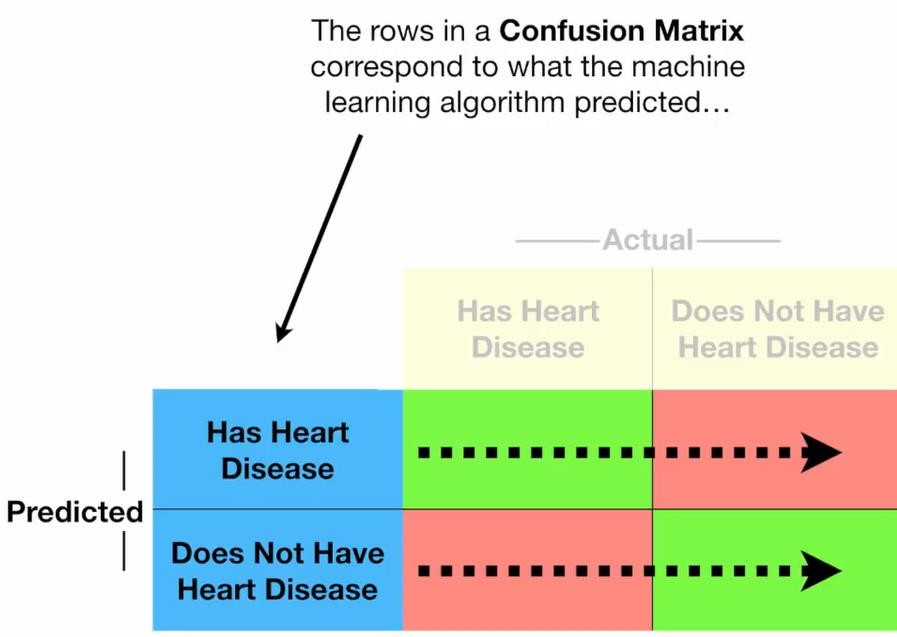 The rows in a Confusion Matrix
correspond to what the machine
learning algorithm predicted…
Actual
Has Heart
Disease
Does Not Have
Heart Disease
Has Heart
Disease
Predicted
Does Not Have
Heart Disease